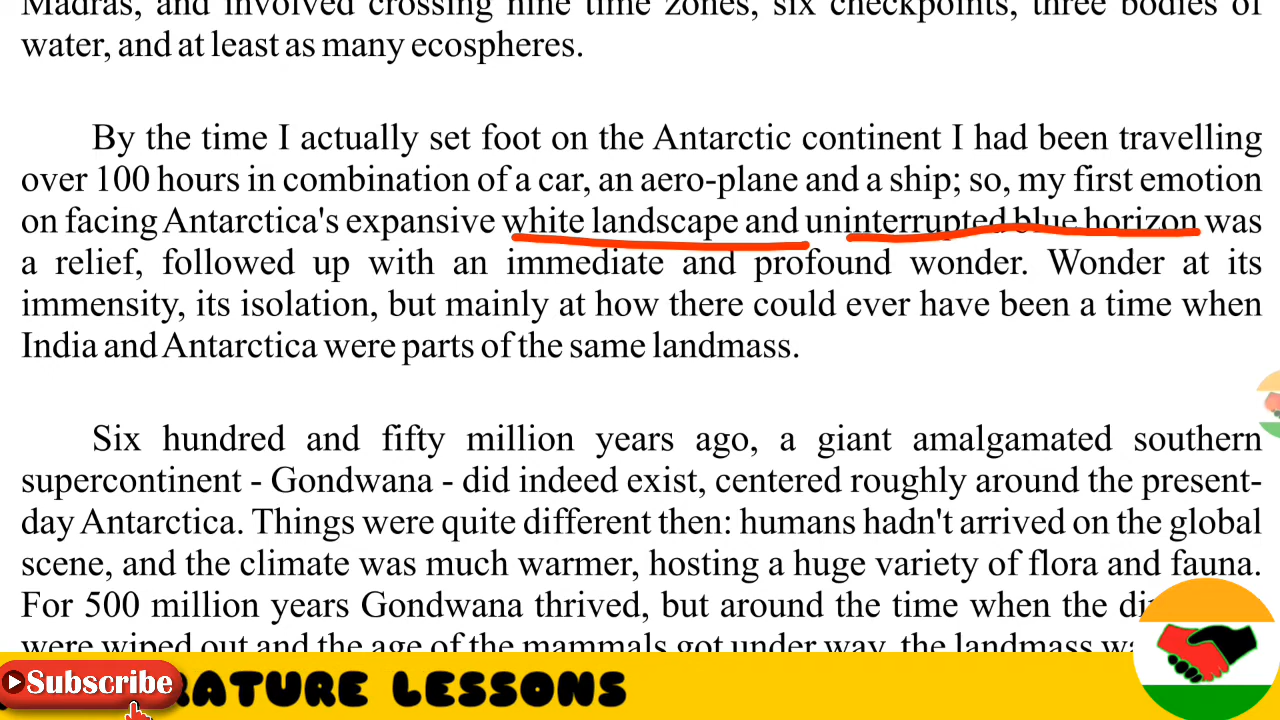 Madras, and involved crossing nine time zones, six checkpoints, three bodies of
water, and at least as many ecospheres.
By the time I actually set foot on the Antarctic continent I had been travelling
over 100 hours in combination of a car, an aero-plane and a ship; so, my first emotion
on facing Antarctica's expansive white landscape and uninterrupted blue horizon was
a relief, followed up with an immediate and profound wonder. Wonder at its
immensity, its isolation, but mainly at how there could ever have been a time when
India and Antarctica were parts of the same landmass.
Six hundred and fifty million years ago, a giant amalgamated southern
supercontinent - Gondwana - did indeed exist, centered roughly around the present-
day Antarctica. Things were quite different then: humans hadn't arrived on the global
scene, and the climate was much warmer, hosting a huge variety of flora and fauna.
For 500 million years Gondwana thrived, but around the time when the
were wiped out and the age of the mammals got under way, the landmass
Subscribe
RATURE LESSONS